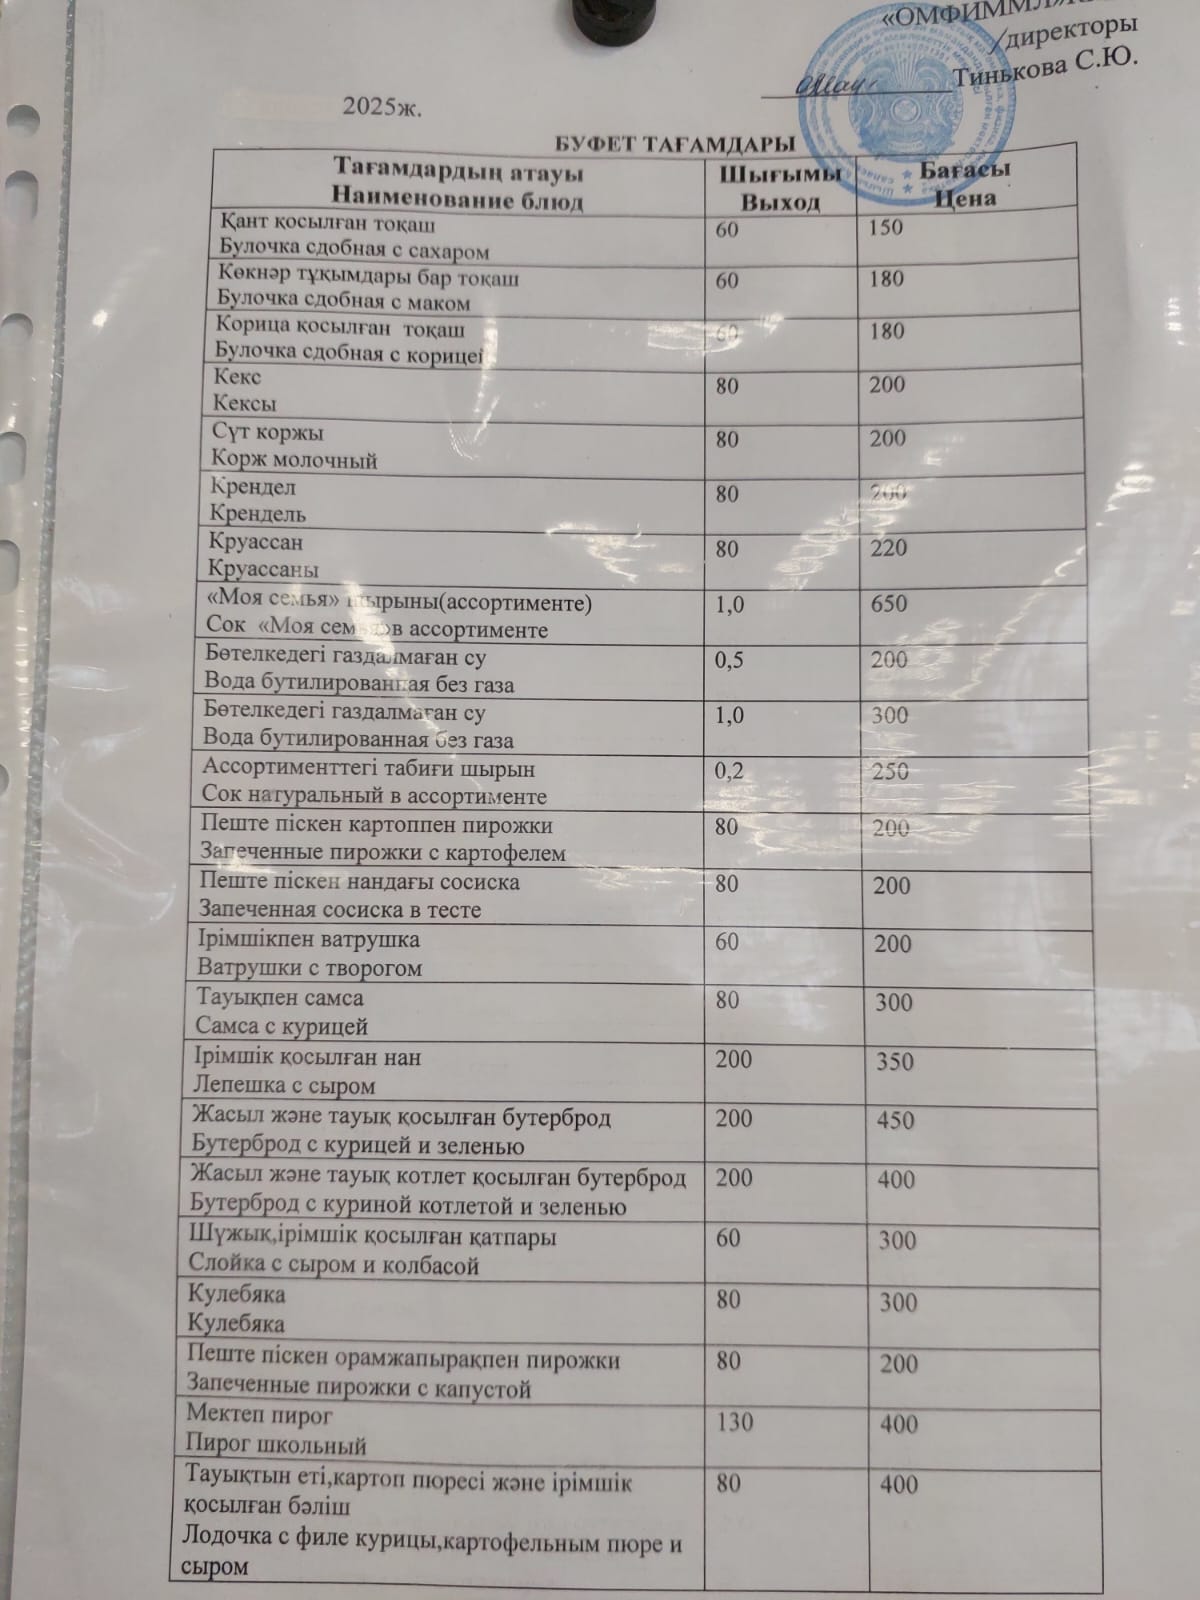 «ОМФИММЛ»
директоры
Тинькова С.Ю.
2025ж.
БУФЕТ ТАҒАМДАРЫ
Тағамдардың атауы Шығымы Бағасы
Наименование блюд Выход Цена
Қант қосылған тоқаш 60 150
Булочка сдобная с сахаром
Көкнәр тұқымдары бар тоқаш 60 180
Булочка сдобная с маком
Корица қосылған тоқаш 60 180
Булочка сдобная с корицей
Кекс 80 200
Кексы
Сүт коржы 80 200
Корж молочный
Крендел 80 200
Крендель
Круассан 80 220
Круассаны
«Моя семья» шырыны(ассортименте) 1,0 650
Сок «Моя семья»в ассортименте
Бөтелкедегі газдалмаған су 0,5 200
Вода бутилированная без газа
Бөтелкедегі газдалмаған су 1,0 300
Вода бутилированная без газа
Ассортименттегі табиғи шырын 0,2 250
Сок натуральный в ассортименте
Пеште піскен картоппен пирожки 80 200
Запеченные пирожки с картофелем
Пеште піскен нандағы сосиска 80 200
Запеченная сосиска в тесте
Ірімшікпен ватрушка 60 200
Ватрушки с творогом
Тауықпен самса 80 300
Самса с курицей
Ірімшік қосылған нан 200 350
Лепешка с сыром
Жасыл және тауық қосылған бутерброд 200 450
Бутерброд с курицей и зеленью
Жасыл және тауық котлет қосылған бутерброд 200 400
Бутерброд с куриной котлетой и зеленью
Шұжық,ірімшік қосылған қатпары 60 300
Слойка с сыром и колбасой
Кулебяка 80 300
Кулебяка
Пеште піскен орамжапырақпен пирожки 80 200
Запеченные пирожки с капустой
Мектеп пирог 130 400
Пирог школьный
Тауықтын еті,картоп пюресі және ірімшік 80 400
қосылған бәліш
Лодочка с филе курицы,картофельным пюре и
сыром